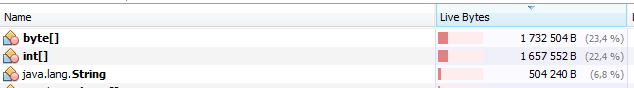 Name Live Bytes
byte[] 1 732 504 B (23,4 %)
int[] 1 657 552 B (22,4 %)
java.lang.String 504 240 B (6,8 %)